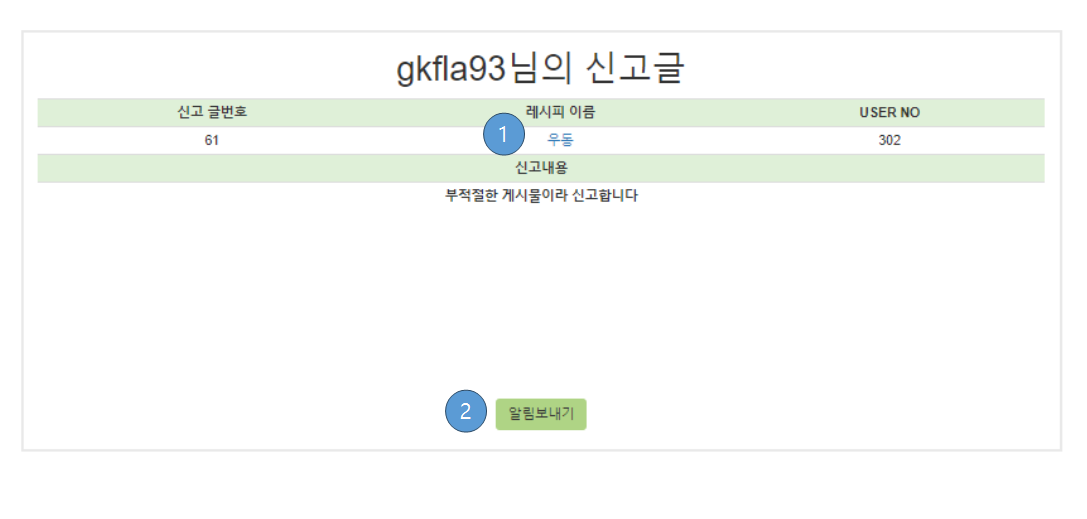 gkfla93님의 신고글
신고 글번호 레시피 이름 USER NO
61 1 우동 302
신고내용
부적절한 게시물이라 신고합니다
2 알림보내기